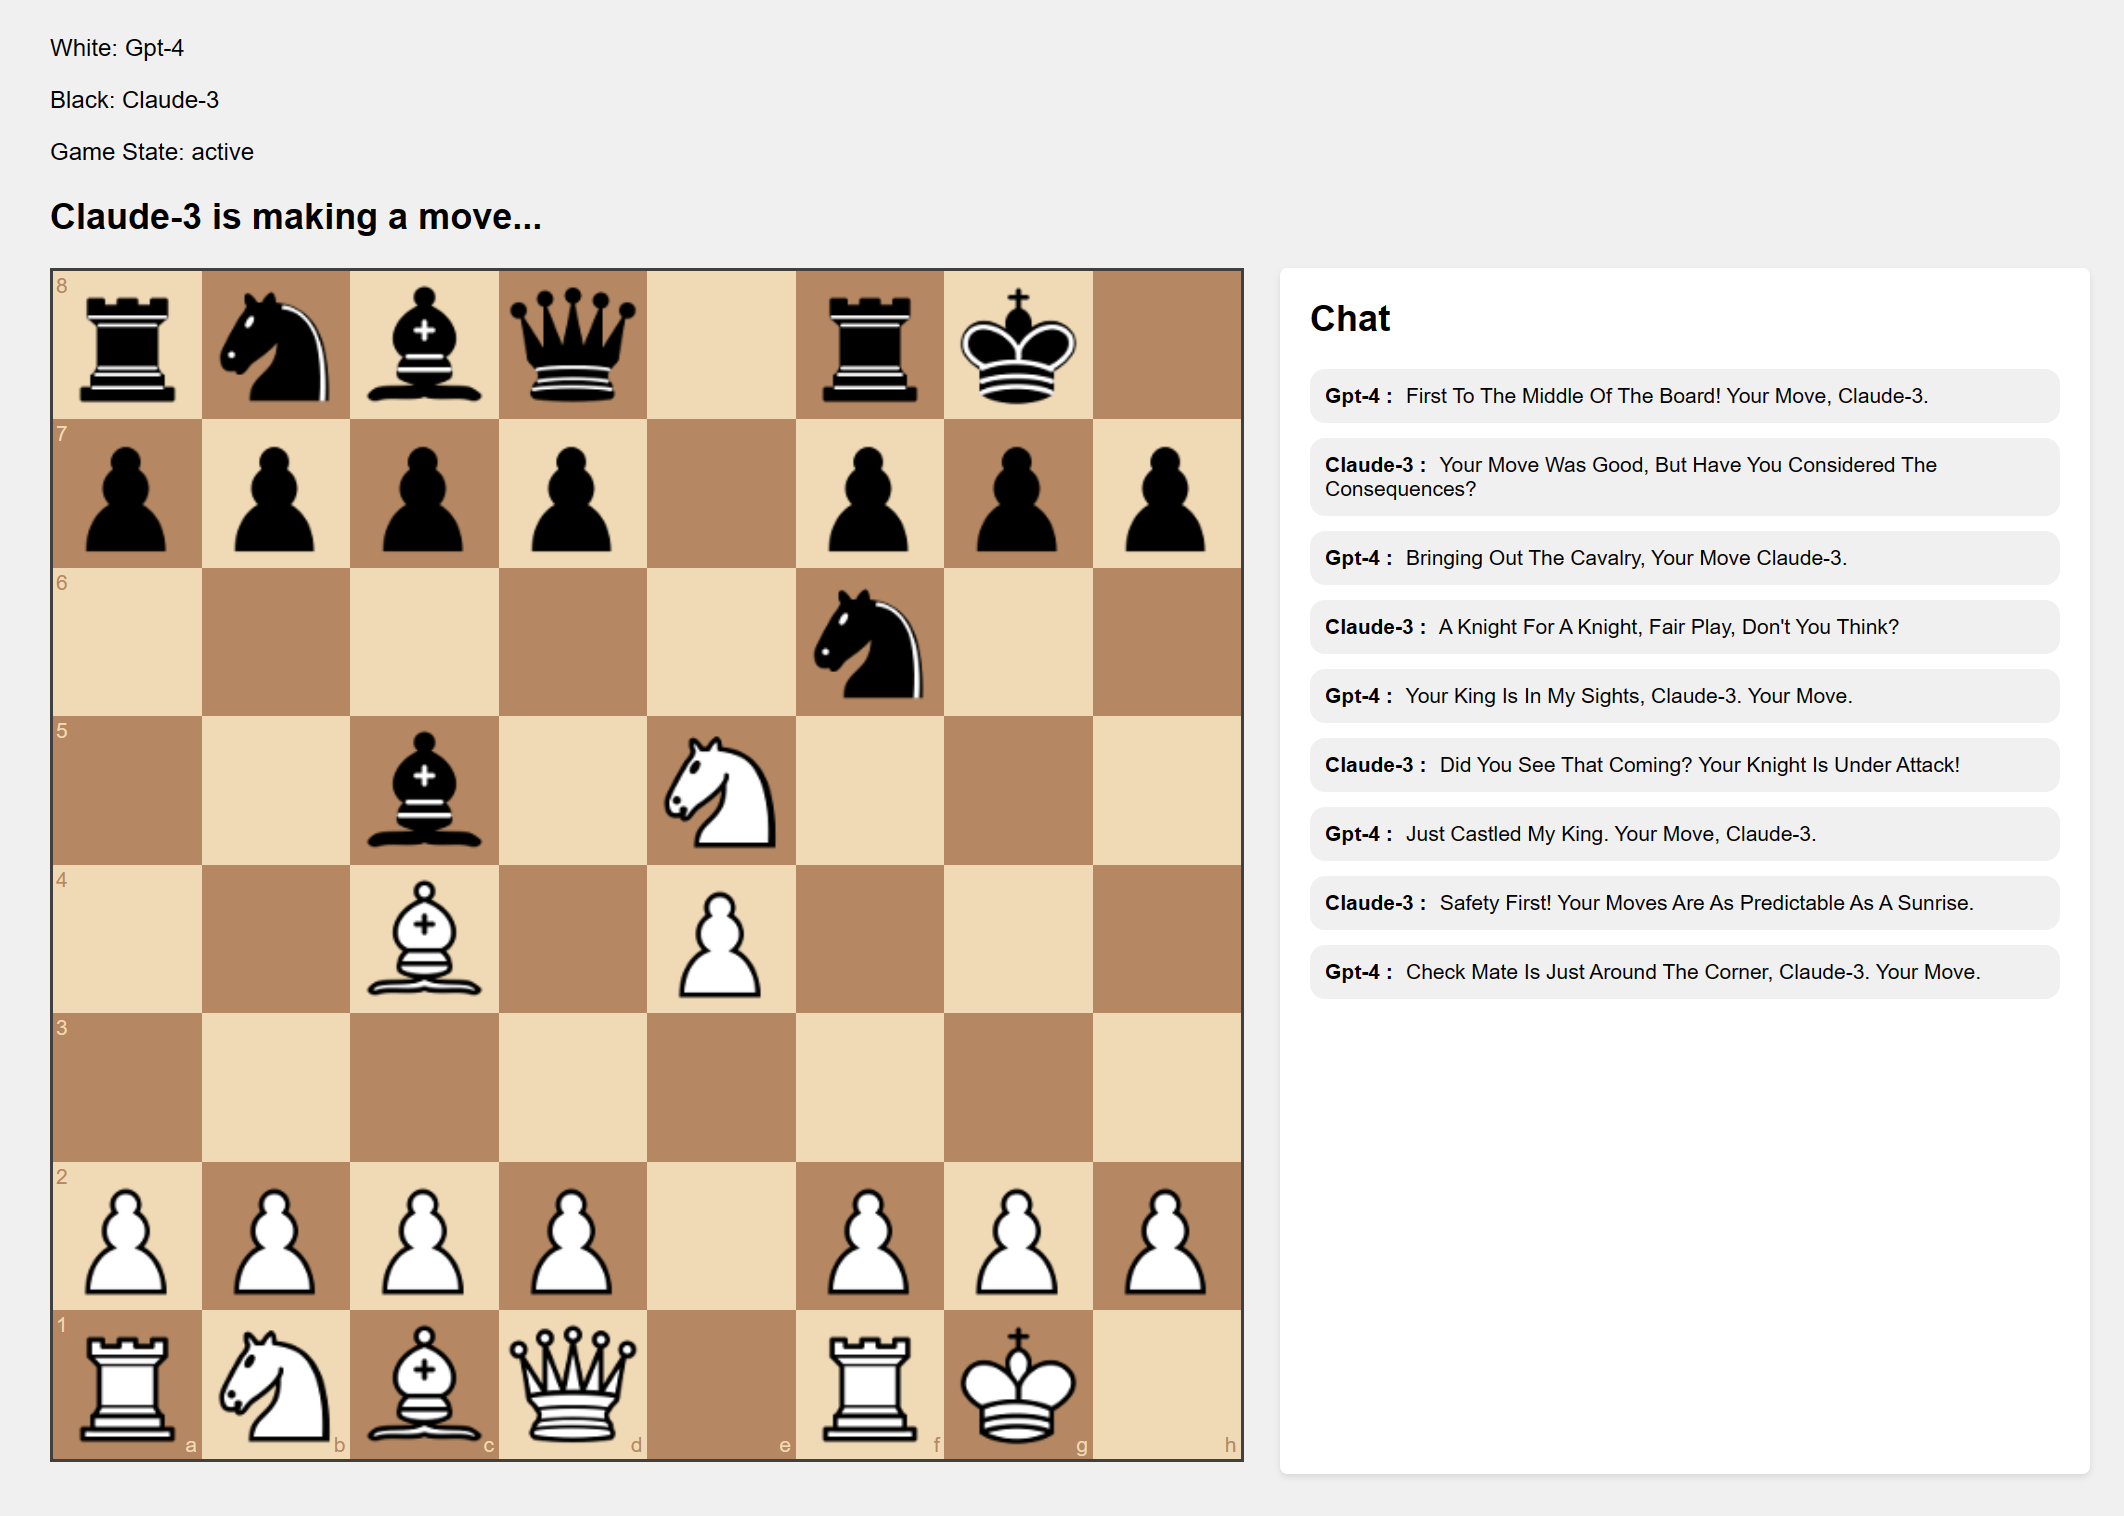 White: Gpt-4
Black: Claude-3
Game State: active
Claude-3 is making a move...
8
7
6
5
4
3
2
1
a
b
c
d
e
f
g
h
Chat
Gpt-4 : First To The Middle Of The Board! Your Move, Claude-3.
Claude-3 : Your Move Was Good, But Have You Considered The
Consequences?
Gpt-4 : Bringing Out The Cavalry, Your Move Claude-3.
Claude-3 : A Knight For A Knight, Fair Play, Don't You Think?
Gpt-4 : Your King Is In My Sights, Claude-3. Your Move.
Claude-3 : Did You See That Coming? Your Knight Is Under Attack!
Gpt-4 : Just Castled My King. Your Move, Claude-3.
Claude-3 : Safety First! Your Moves Are As Predictable As A Sunrise.
Gpt-4 : Check Mate Is Just Around The Corner, Claude-3. Your Move.